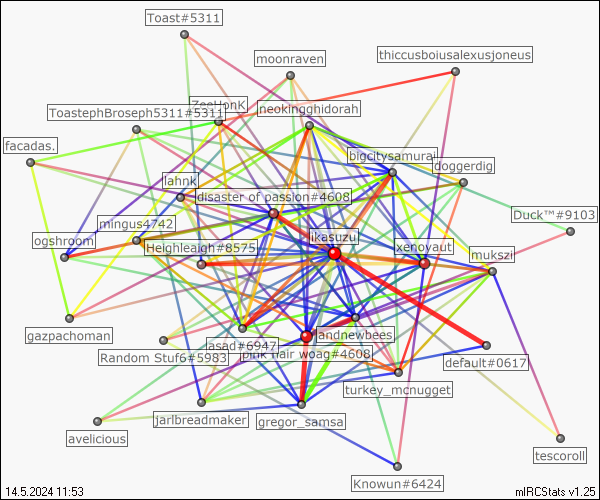 Toast#5311
moonraven
thiccusboiusalexusjoneus
ZeeHonK
neokingghidorah
ToastephBroseph5311#5311
facadas.
bigcitysamurai
doggerdig
lahnk
disaster of passion#4608
Duck™#9103
mingus4742
ikasuzu
ogshroom
Heighleaigh#8575
xenoyaut
mukszi
gazpachoman
andnewbees
asad#6947
pink hair woag#4608
Random Stuf6#5983
default#0617
turkey_mcnugget
jarlbreadmaker
gregor_samsa
avelicious
tescoroll
Knowun#6424
14.5.2024 11:53
mIRCStats v1.25